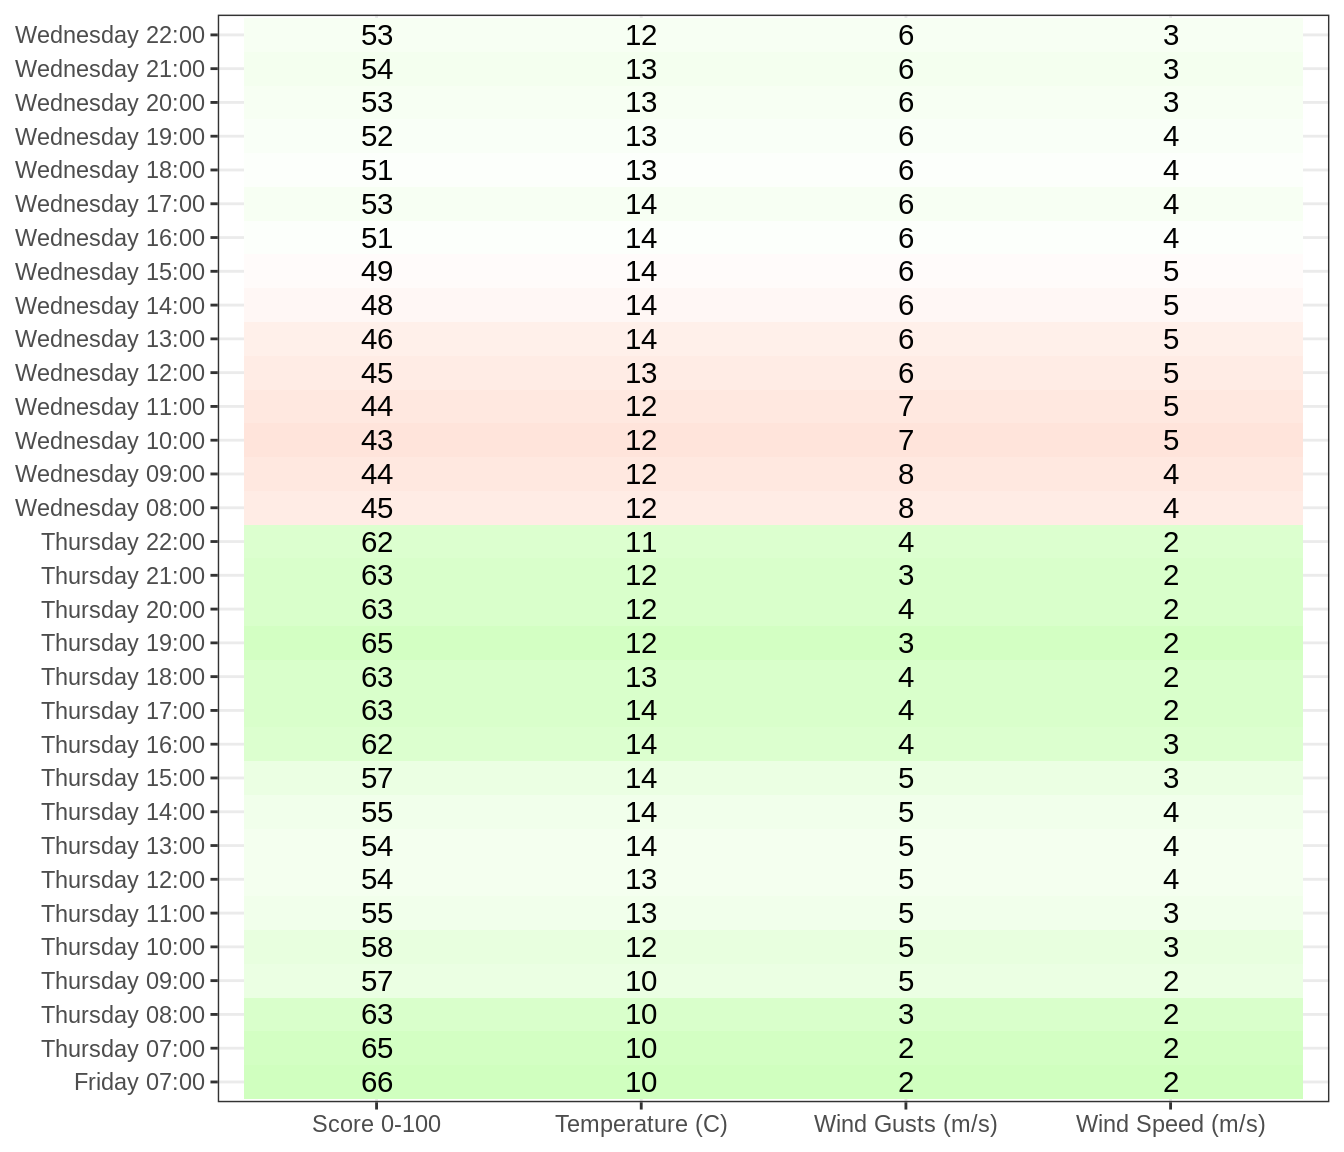 Wednesday 22:00 53 12 6 3
Wednesday 21:00 54 13 6 3
Wednesday 20:00 53 13 6 3
Wednesday 19:00 52 13 6 4
Wednesday 18:00 51 13 6 4
Wednesday 17:00 53 14 6 4
Wednesday 16:00 51 14 6 4
Wednesday 15:00 49 14 6 5
Wednesday 14:00 48 14 6 5
Wednesday 13:00 46 14 6 5
Wednesday 12:00 45 13 6 5
Wednesday 11:00 44 12 7 5
Wednesday 10:00 43 12 7 5
Wednesday 09:00 44 12 8 4
Wednesday 08:00 45 12 8 4
Thursday 22:00 62 11 4 2
Thursday 21:00 63 12 3 2
Thursday 20:00 63 12 4 2
Thursday 19:00 65 12 3 2
Thursday 18:00 63 13 4 2
Thursday 17:00 63 14 4 2
Thursday 16:00 62 14 4 3
Thursday 15:00 57 14 5 3
Thursday 14:00 55 14 5 4
Thursday 13:00 54 14 5 4
Thursday 12:00 54 13 5 4
Thursday 11:00 55 13 5 3
Thursday 10:00 58 12 5 3
Thursday 09:00 57 10 5 2
Thursday 08:00 63 10 3 2
Thursday 07:00 65 10 2 2
Friday 07:00 66 10 2 2
Score 0-100 Temperature (C) Wind Gusts (m/s) Wind Speed (m/s)